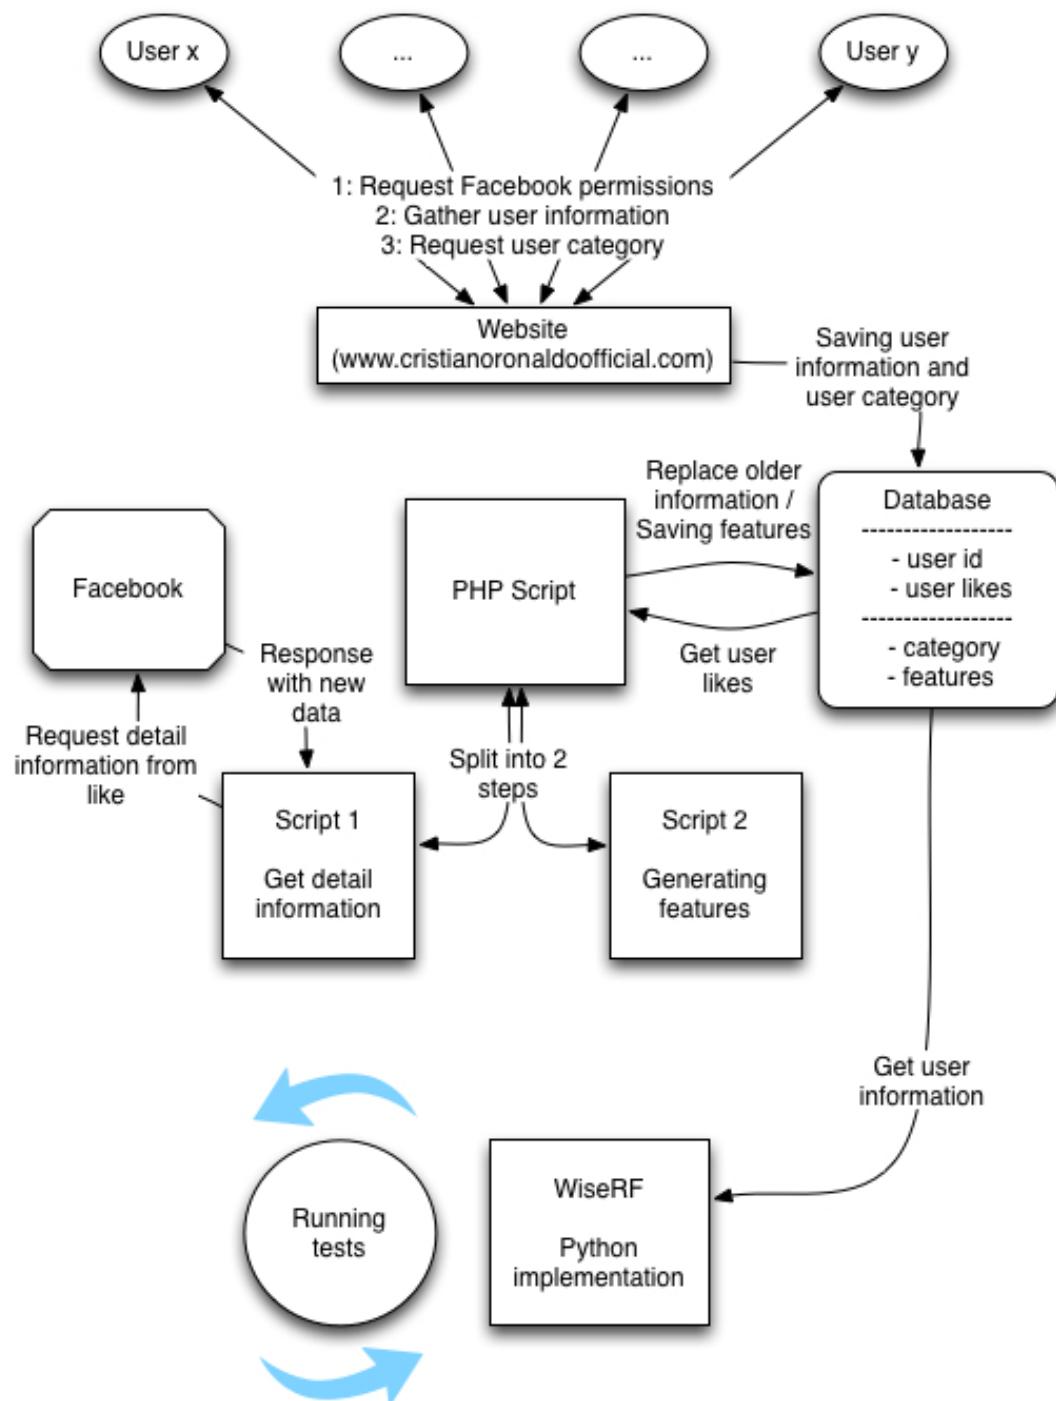 User x
...
...
User y
1: Request Facebook permissions
2: Gather user information
3: Request user category
Website
(www.cristianoronaldoofficial.com)
Saving user
information and
user category
Replace older
information /
Saving features
Database
-------------------
- user id
- user likes
-------------------
- category
- features
Facebook
PHP Script
Get user
likes
Response
with new
data
Request detail
information from
like
Split into 2
steps
Script 1
Get detail
information
Script 2
Generating
features
Get user
information
Running
tests
WiseRF
Python
implementation